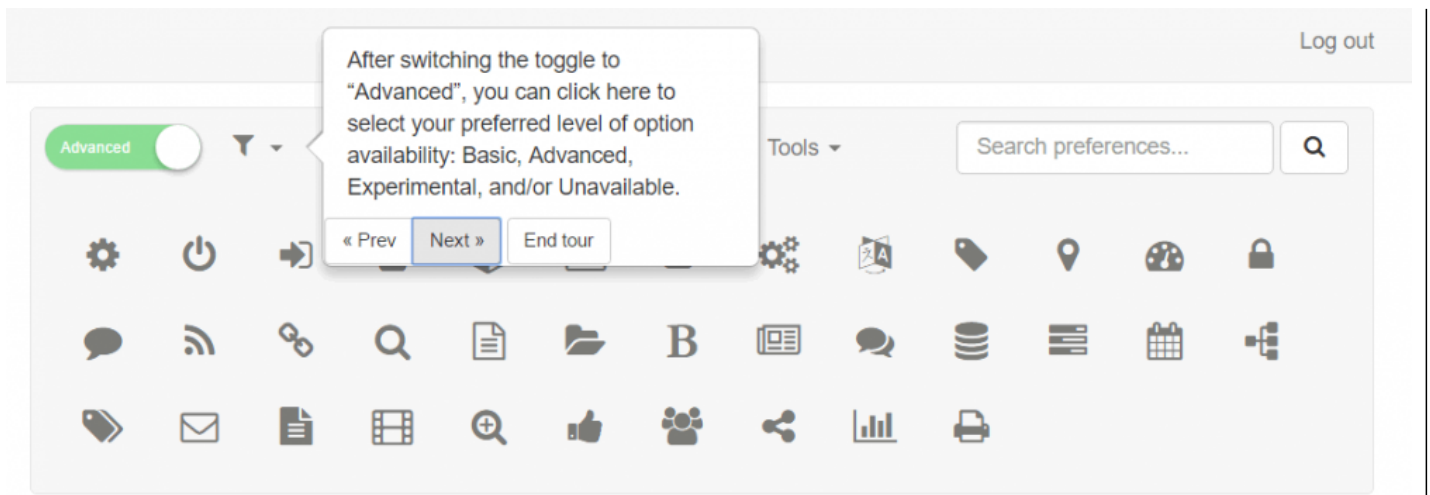 Log out
After switching the toggle to
“Advanced”, you can click here to
select your preferred level of option
availability: Basic, Advanced,
Experimental, and/or Unavailable.
« Prev Next » End tour
Advanced
Tools
Search preferences...
A
B